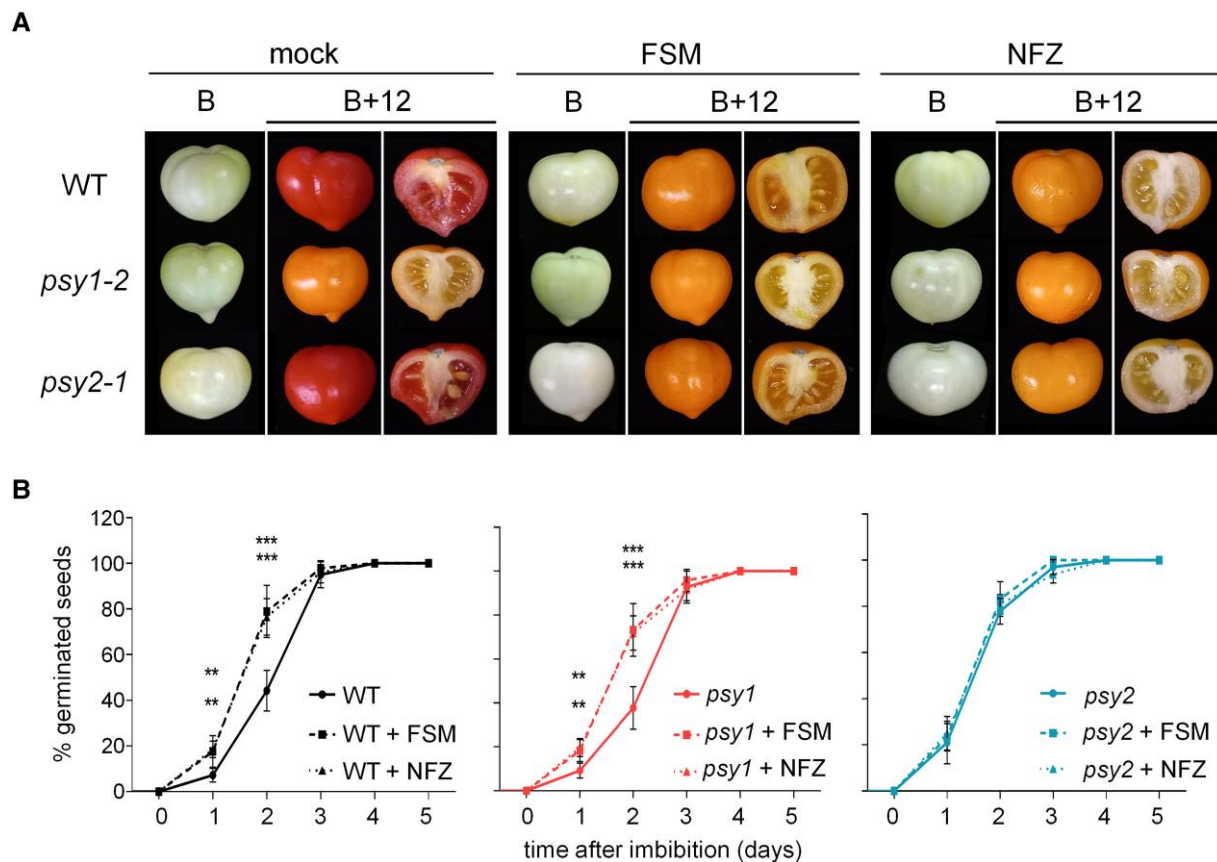 A
mock FSM NFZ
B B+12 B B+12 B B+12
WT
psy1-2
psy2-1
B
% germinated seeds
120
100
80
60
40
20
0
*** *** ** **
WT
WT + FSM
WT + NFZ
0 1 2 3 4 5
*** *** ** **
psy1
psy1 + FSM
psy1 + NFZ
0 1 2 3 4 5
psy2
psy2 + FSM
psy2 + NFZ
0 1 2 3 4 5
time after imbibition (days)